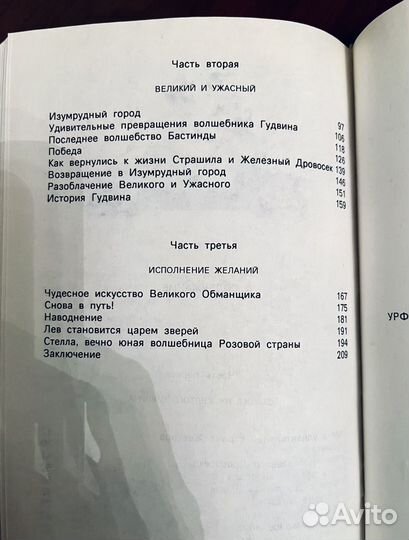 Часть вторая
ВЕЛИКИЙ И УЖАСНЫЙ
Изумрудный город 97
Удивительные превращения волшебника Гудвина 106
Последнее волшебство Бастинды 118
Победа 126
Как вернулись к жизни Страшила и Железный Дровосек 139
Возвращение в Изумрудный город 146
Разоблачение Великого и Ужасного 151
История Гудвина 159
Часть третья
ИСПОЛНЕНИЕ ЖЕЛАНИЙ
Чудесное искусство Великого Обманщика 167
Снова в путь! 175
Наводнение 181
Лев становится царем зверей 191
Стелла, вечно юная волшебница Розовой страны 194
Заключение 209
УРФ
Avito